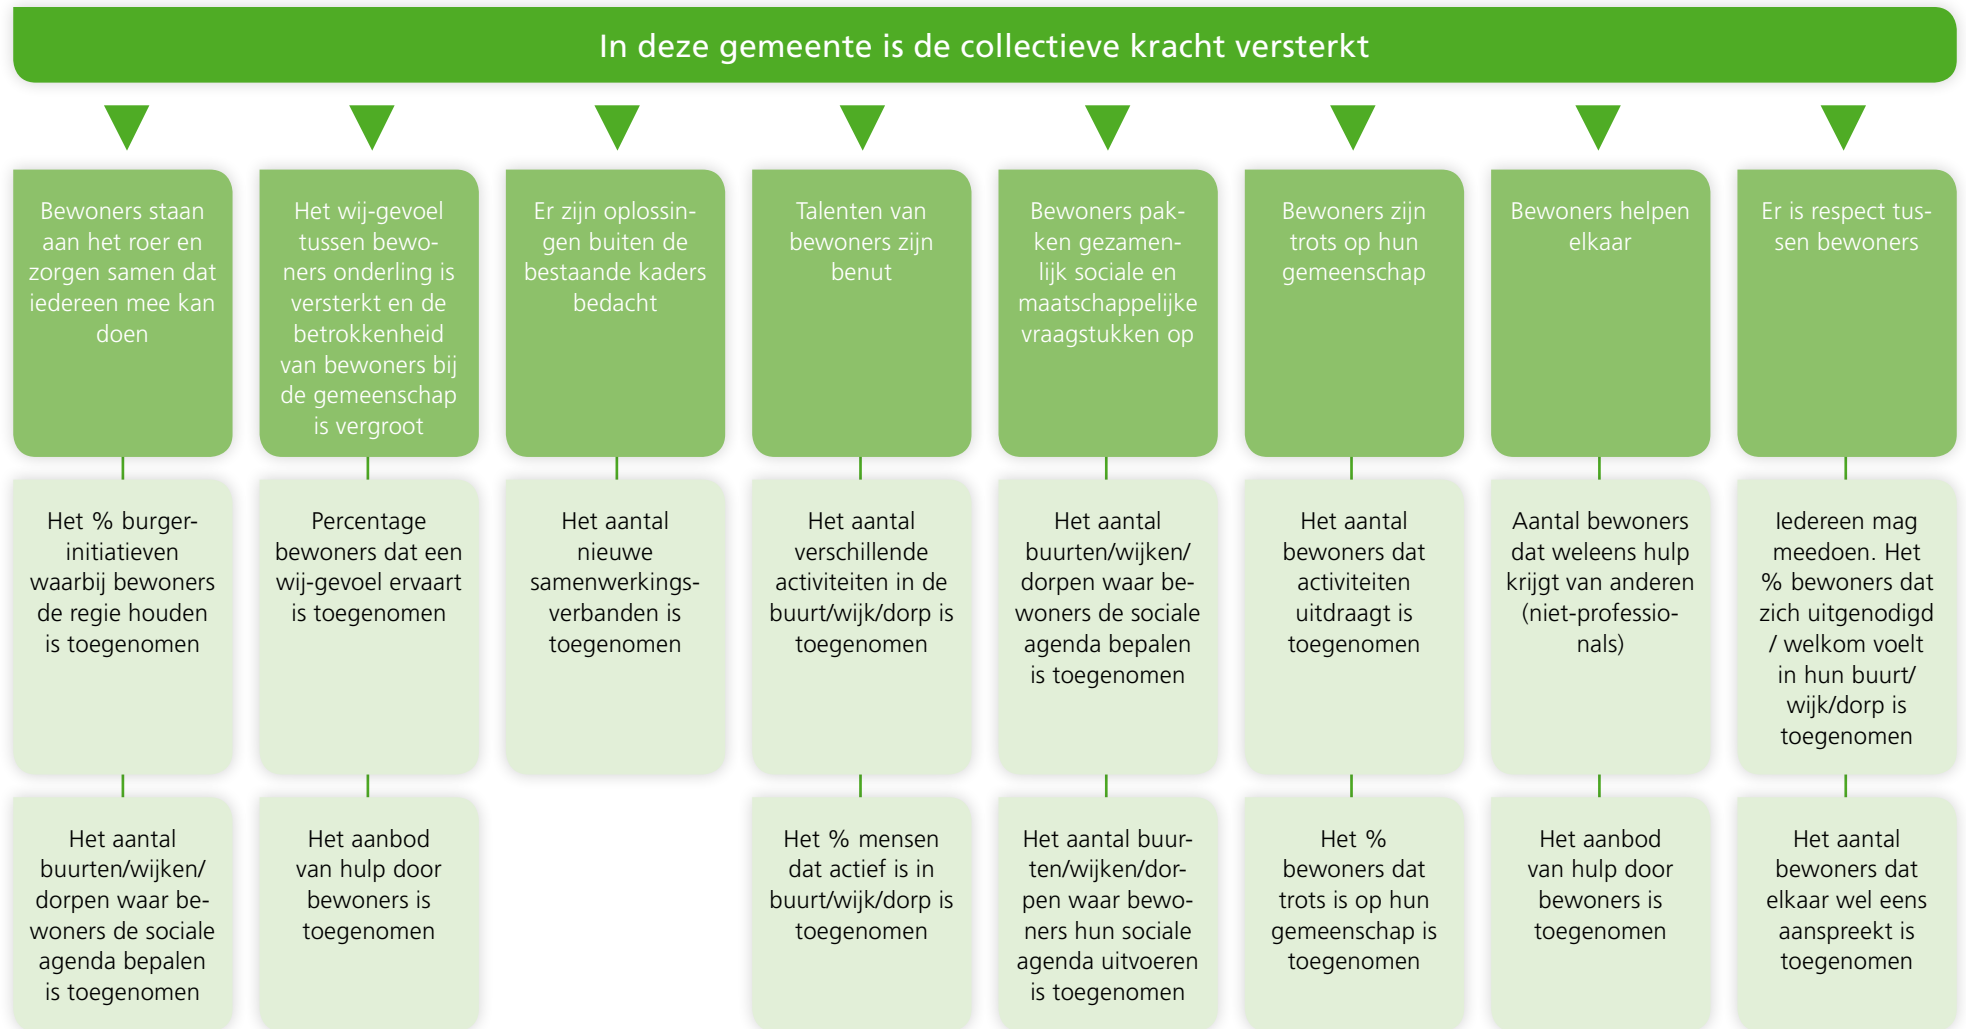 In deze gemeente is de collectieve kracht versterkt
Bewoners staan
aan het roer en
zorgen samen dat
iedereen mee kan
doen
Het wij-gevoel
tussen bewo-
ners onderling is
versterkt en de
betrokkenheid
van bewoners bij
de gemeenschap
is vergroot
Er zijn oplossin-
gen buiten de
bestaande kaders
bedacht
Talenten van
bewoners zijn
benut
Bewoners pak-
ken gezamen-
lijk sociale en
maatschappelijke
vraagstukken op
Bewoners zijn
trots op hun
gemeenschap
Bewoners helpen
elkaar
Er is respect tus-
sen bewoners
Het % burger-
initiatieven
waarbij bewoners
de regie houden
is toegenomen
Percentage
bewoners dat een
wij-gevoel ervaart
is toegenomen
Het aantal
nieuwe
samenwerkings-
verbanden is
toegenomen
Het aantal
verschillende
activiteiten in de
buurt/wijk/dorp is
toegenomen
Het aantal
buurten/wijken/
dorpen waar be-
woners de sociale
agenda bepalen
is toegenomen
Het aantal
bewoners dat
activiteiten
uitdraagt is
toegenomen
Aantal bewoners
dat weleens hulp
krijgt van anderen
(niet-professio-
nals)
Iedereen mag
meedoen. Het
% bewoners dat
zich uitgenodigd
/ welkom voelt
in hun buurt/
wijk/dorp is
toegenomen
Het aantal
buurten/wijken/
dorpen waar be-
woners de sociale
agenda bepalen
is toegenomen
Het aanbod
van hulp door
bewoners is
toegenomen
Het % mensen
dat actief is in
buurt/wijk/dorp is
toegenomen
Het aantal buur-
ten/wijken/dor-
pen waar bewo-
ners hun sociale
agenda uitvoeren
is toegenomen
Het %
bewoners dat
trots is op hun
gemeenschap is
toegenomen
Het aanbod
van hulp door
bewoners is
toegenomen
Het aantal
bewoners dat
elkaar wel eens
aanspreekt is
toegenomen